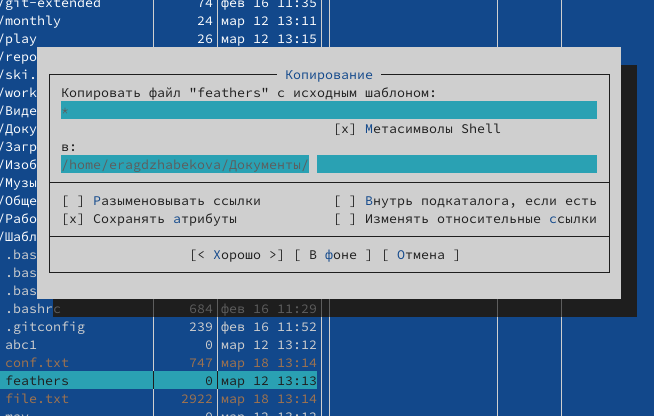 /git-extended 74 фев 16 11:35
/monthly 24 мар 12 13:11
/play 26 мар 12 13:15
/repo
/ski.
/work
/Виде
/Доку
/Загр
/Изоб
/Музы
/Обще
/Рабо
/Шабл
.bas
.bas
.bas
Копирование
Копировать файл "feathers" с исходным шаблоном:
*
[x] Метасимволы Shell
в:
/home/eragdzhabekova/Документы/
[ ] Разыменовывать ссылки [ ] Внутрь подкаталога, если есть
[x] Сохранять атрибуты [ ] Изменять относительные ссылки
[< Хорошо >] [ В фоне ] [ Отмена ]
.bashrc 684 фев 16 11:29
.gitconfig 239 фев 16 11:52
abc1 0 мар 12 13:12
conf.txt 747 мар 18 13:14
feathers 0 мар 12 13:13
file.txt 2922 мар 18 13:14